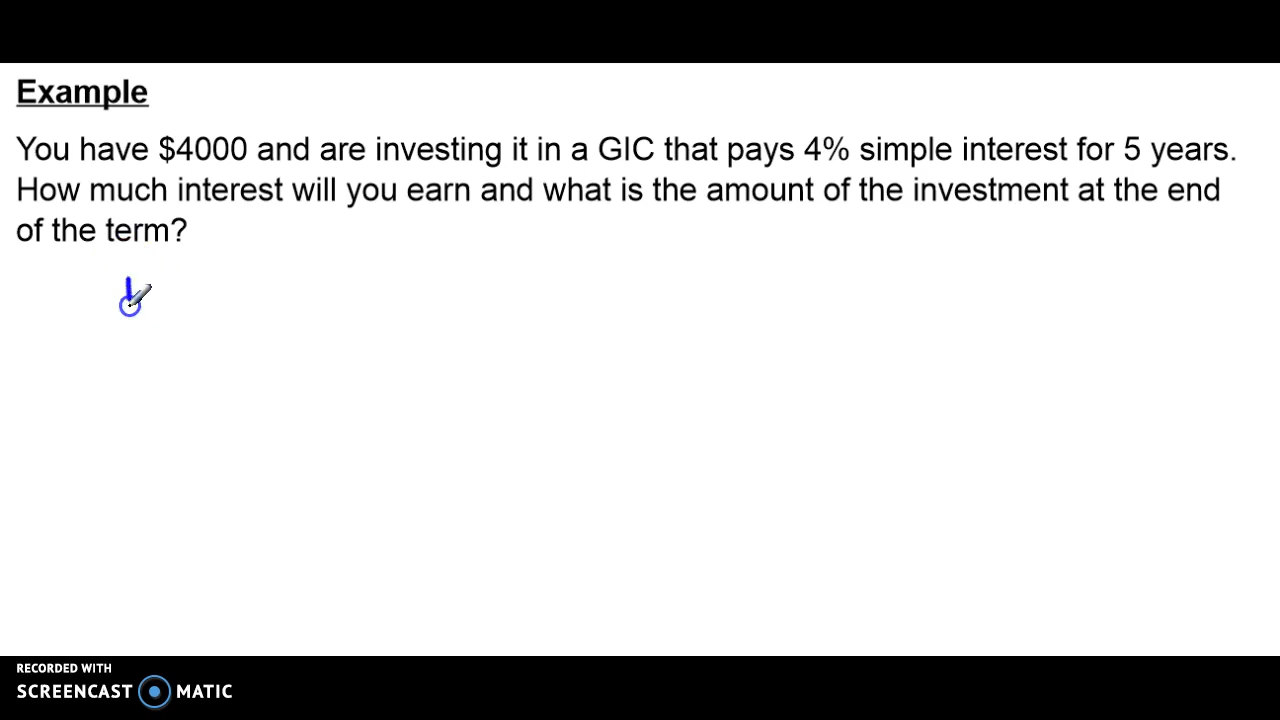 Example
You have $4000 and are investing it in a GIC that pays 4% simple interest for 5 years.
How much interest will you earn and what is the amount of the investment at the end
of the term?
RECORDED WITH
SCREENCAST MATIC